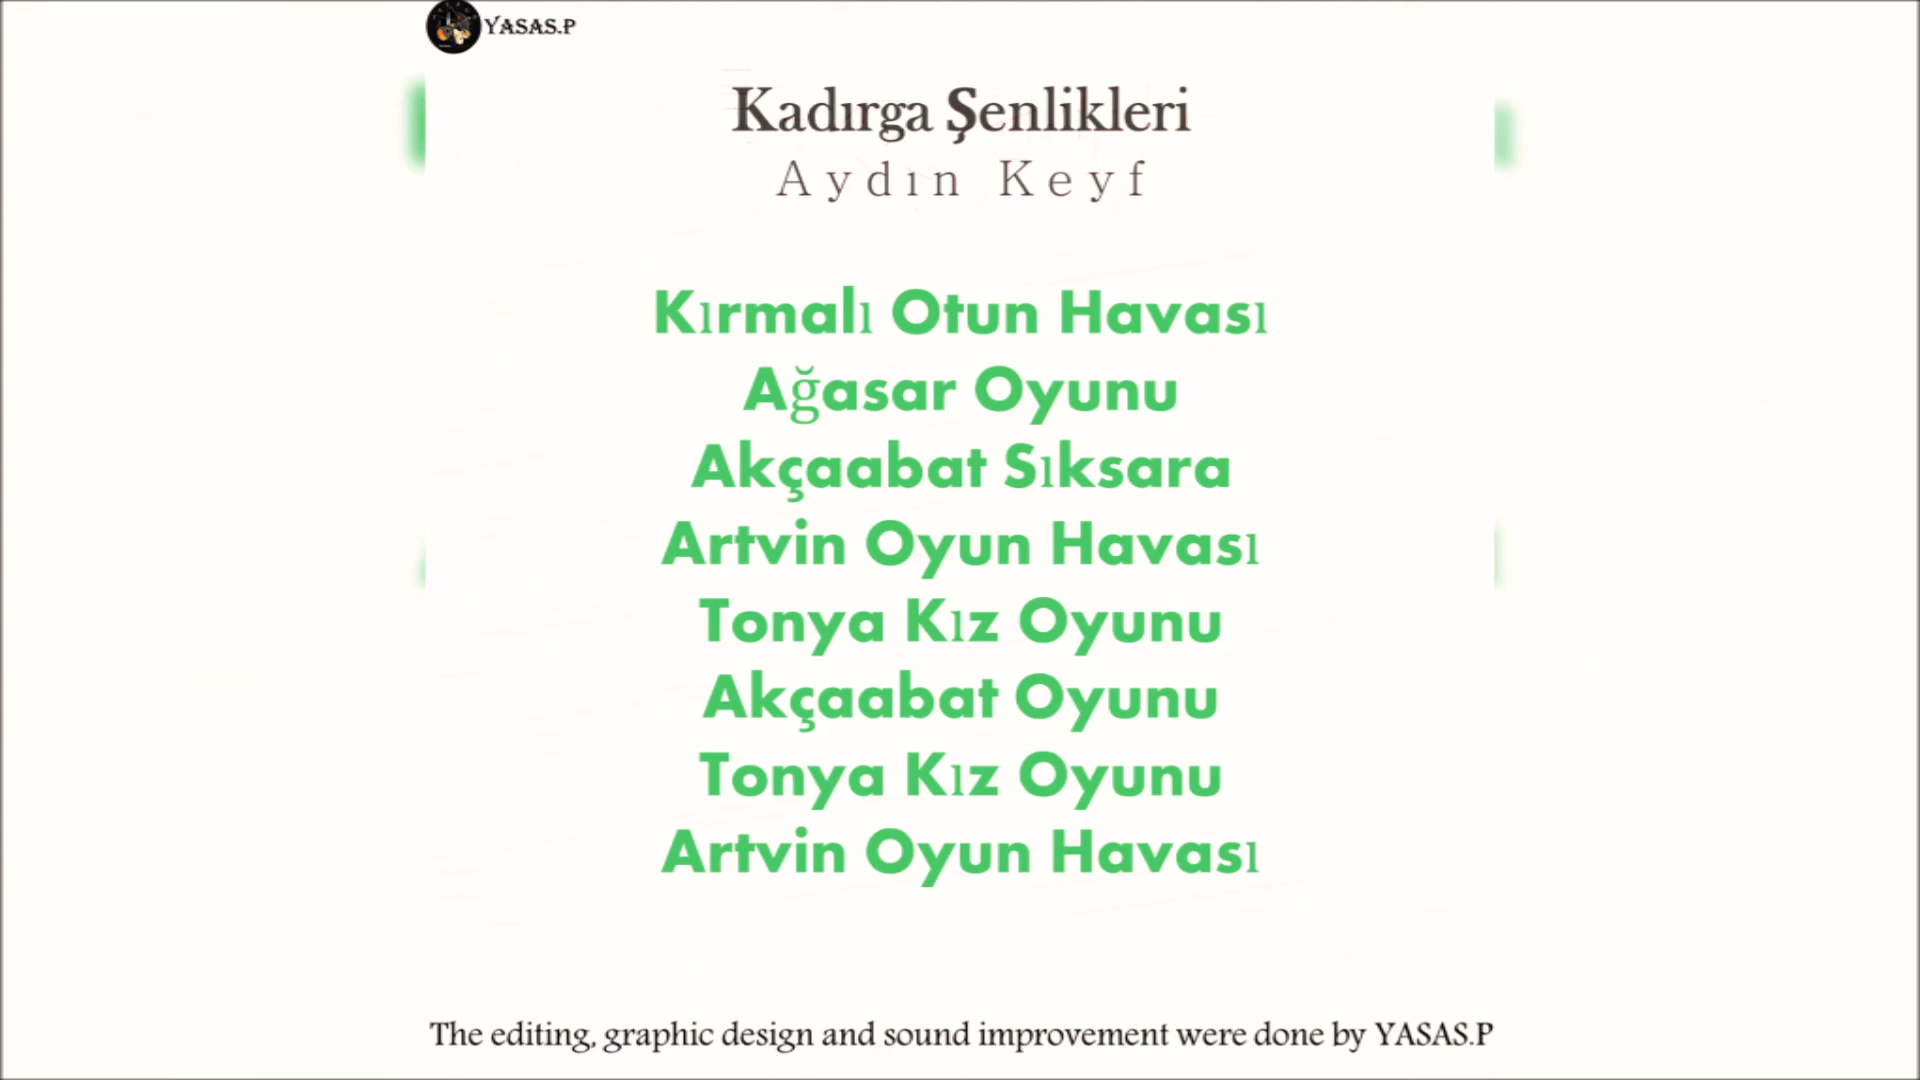 YASAS.P
Kadırga Şenlikleri
Aydın Keyf
Kırmalı Otun Havası
Ağasar Oyunu
Akçaabat Sıksara
Artvin Oyun Havası
Tonya Kız Oyunu
Akçaabat Oyunu
Tonya Kız Oyunu
Artvin Oyun Havası
The editing, graphic design and sound improvement were done by YASAS.P